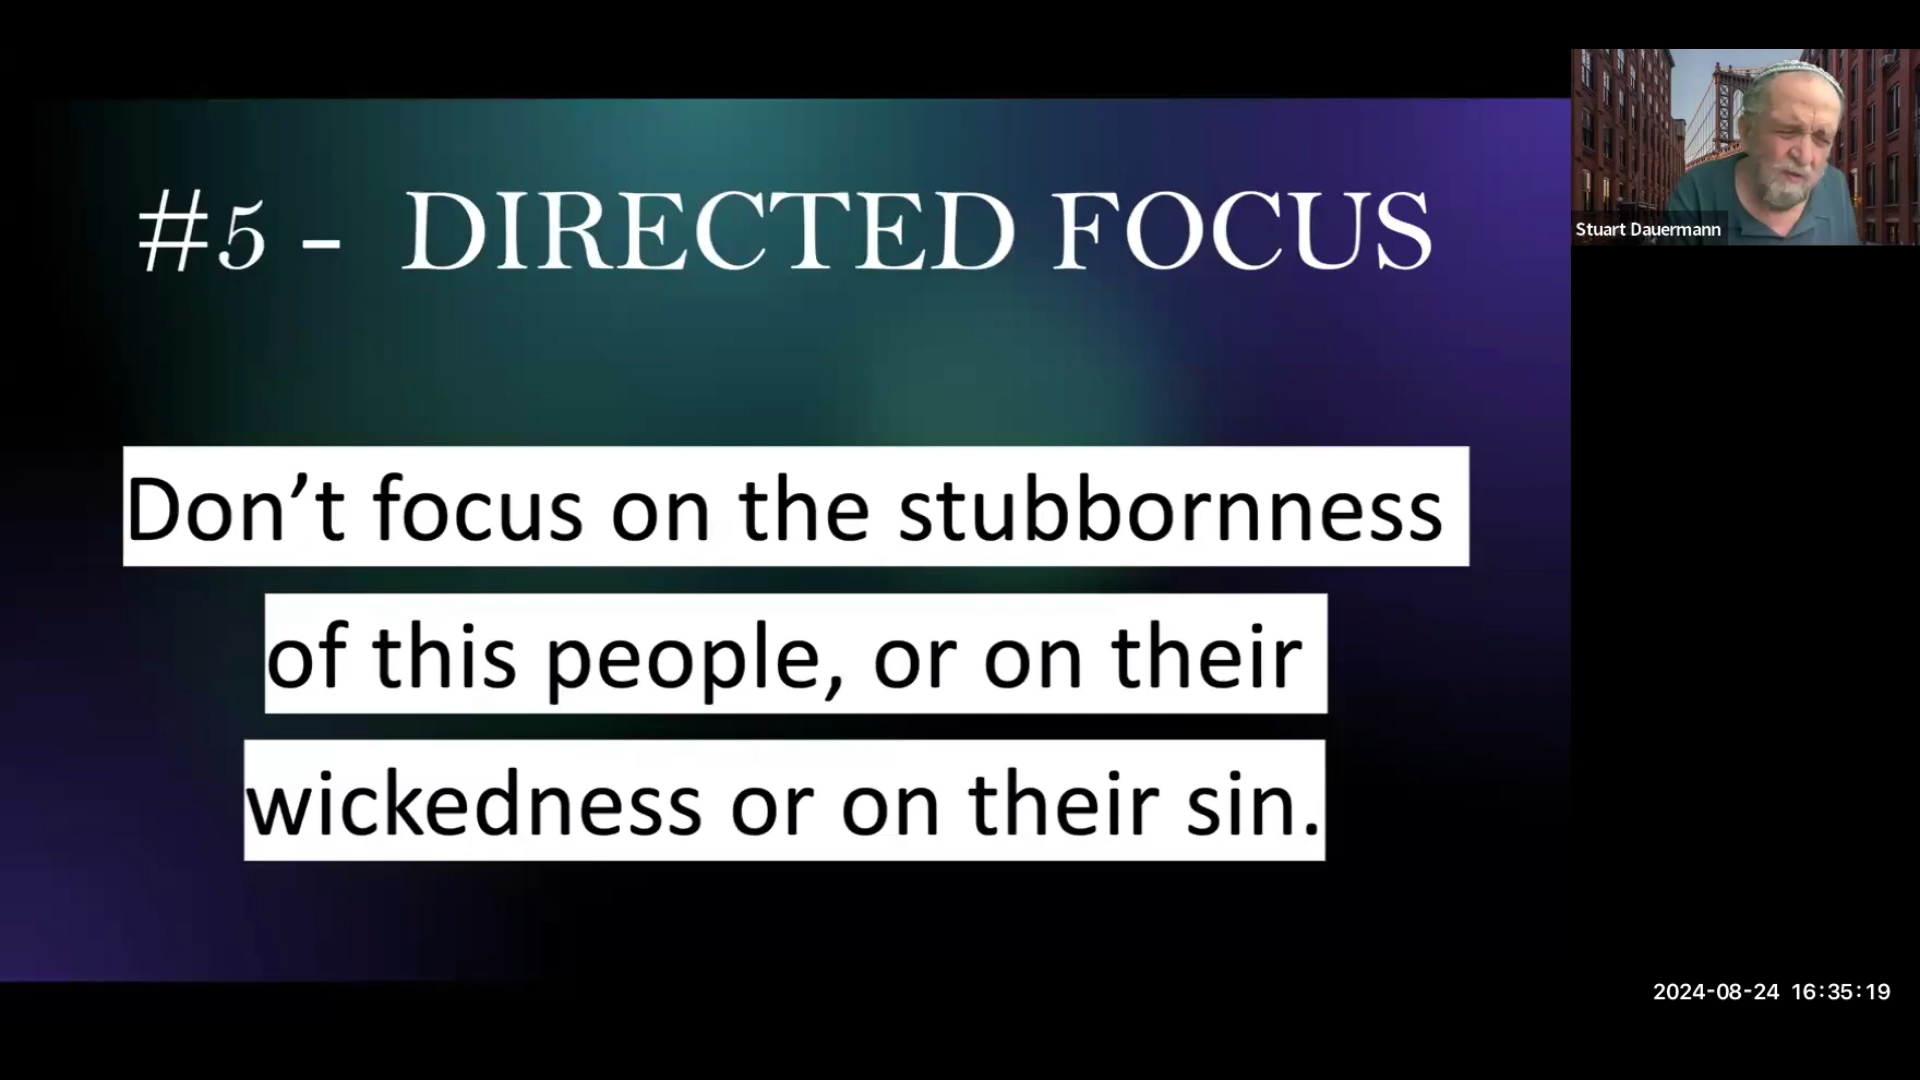 #5 - DIRECTED FOCUS
Don’t focus on the stubbornness
of this people, or on their
wickedness or on their sin.
Stuart Dauermann
2024-08-24 16:35:19